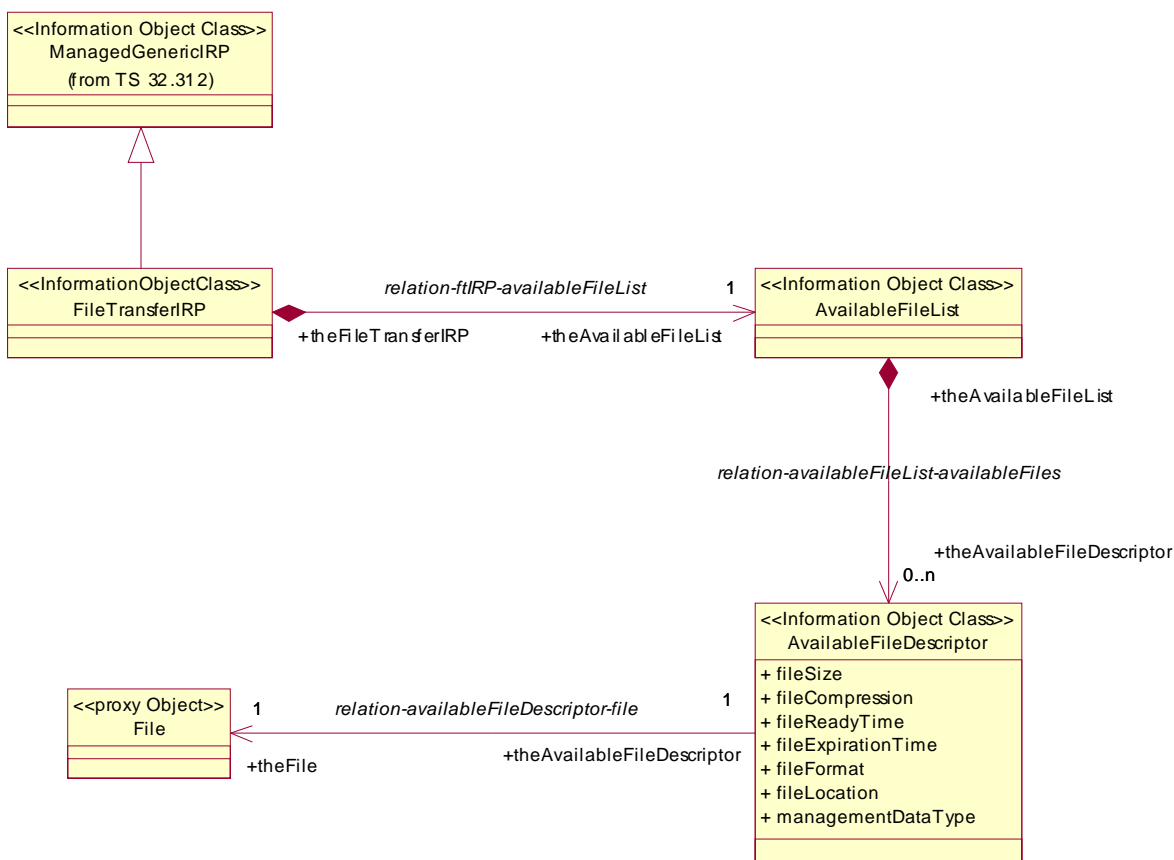 <<Information Object Class>>
ManagedGenericIRP
(from TS 32.312)
<<InformationObjectClass>>
FileTransferIRP
relation-ftIRP-availableFileList
1
+theFileTransferIRP
+theAvailableFileList
<<Information Object Class>>
AvailableFileList
+theAvailableFileList
relation-availableFileList-availableFiles
+theAvailableFileDescriptor
0..n
<<Information Object Class>>
AvailableFileDescriptor
+ fileSize
+ fileCompression
+ fileReadyTime
+ fileExpirationTime
+ fileFormat
+ fileLocation
+ managementDataType
<<proxy Object>>
File
1
relation-availableFileDescriptor-file
1
+theFile
+theAvailableFileDescriptor